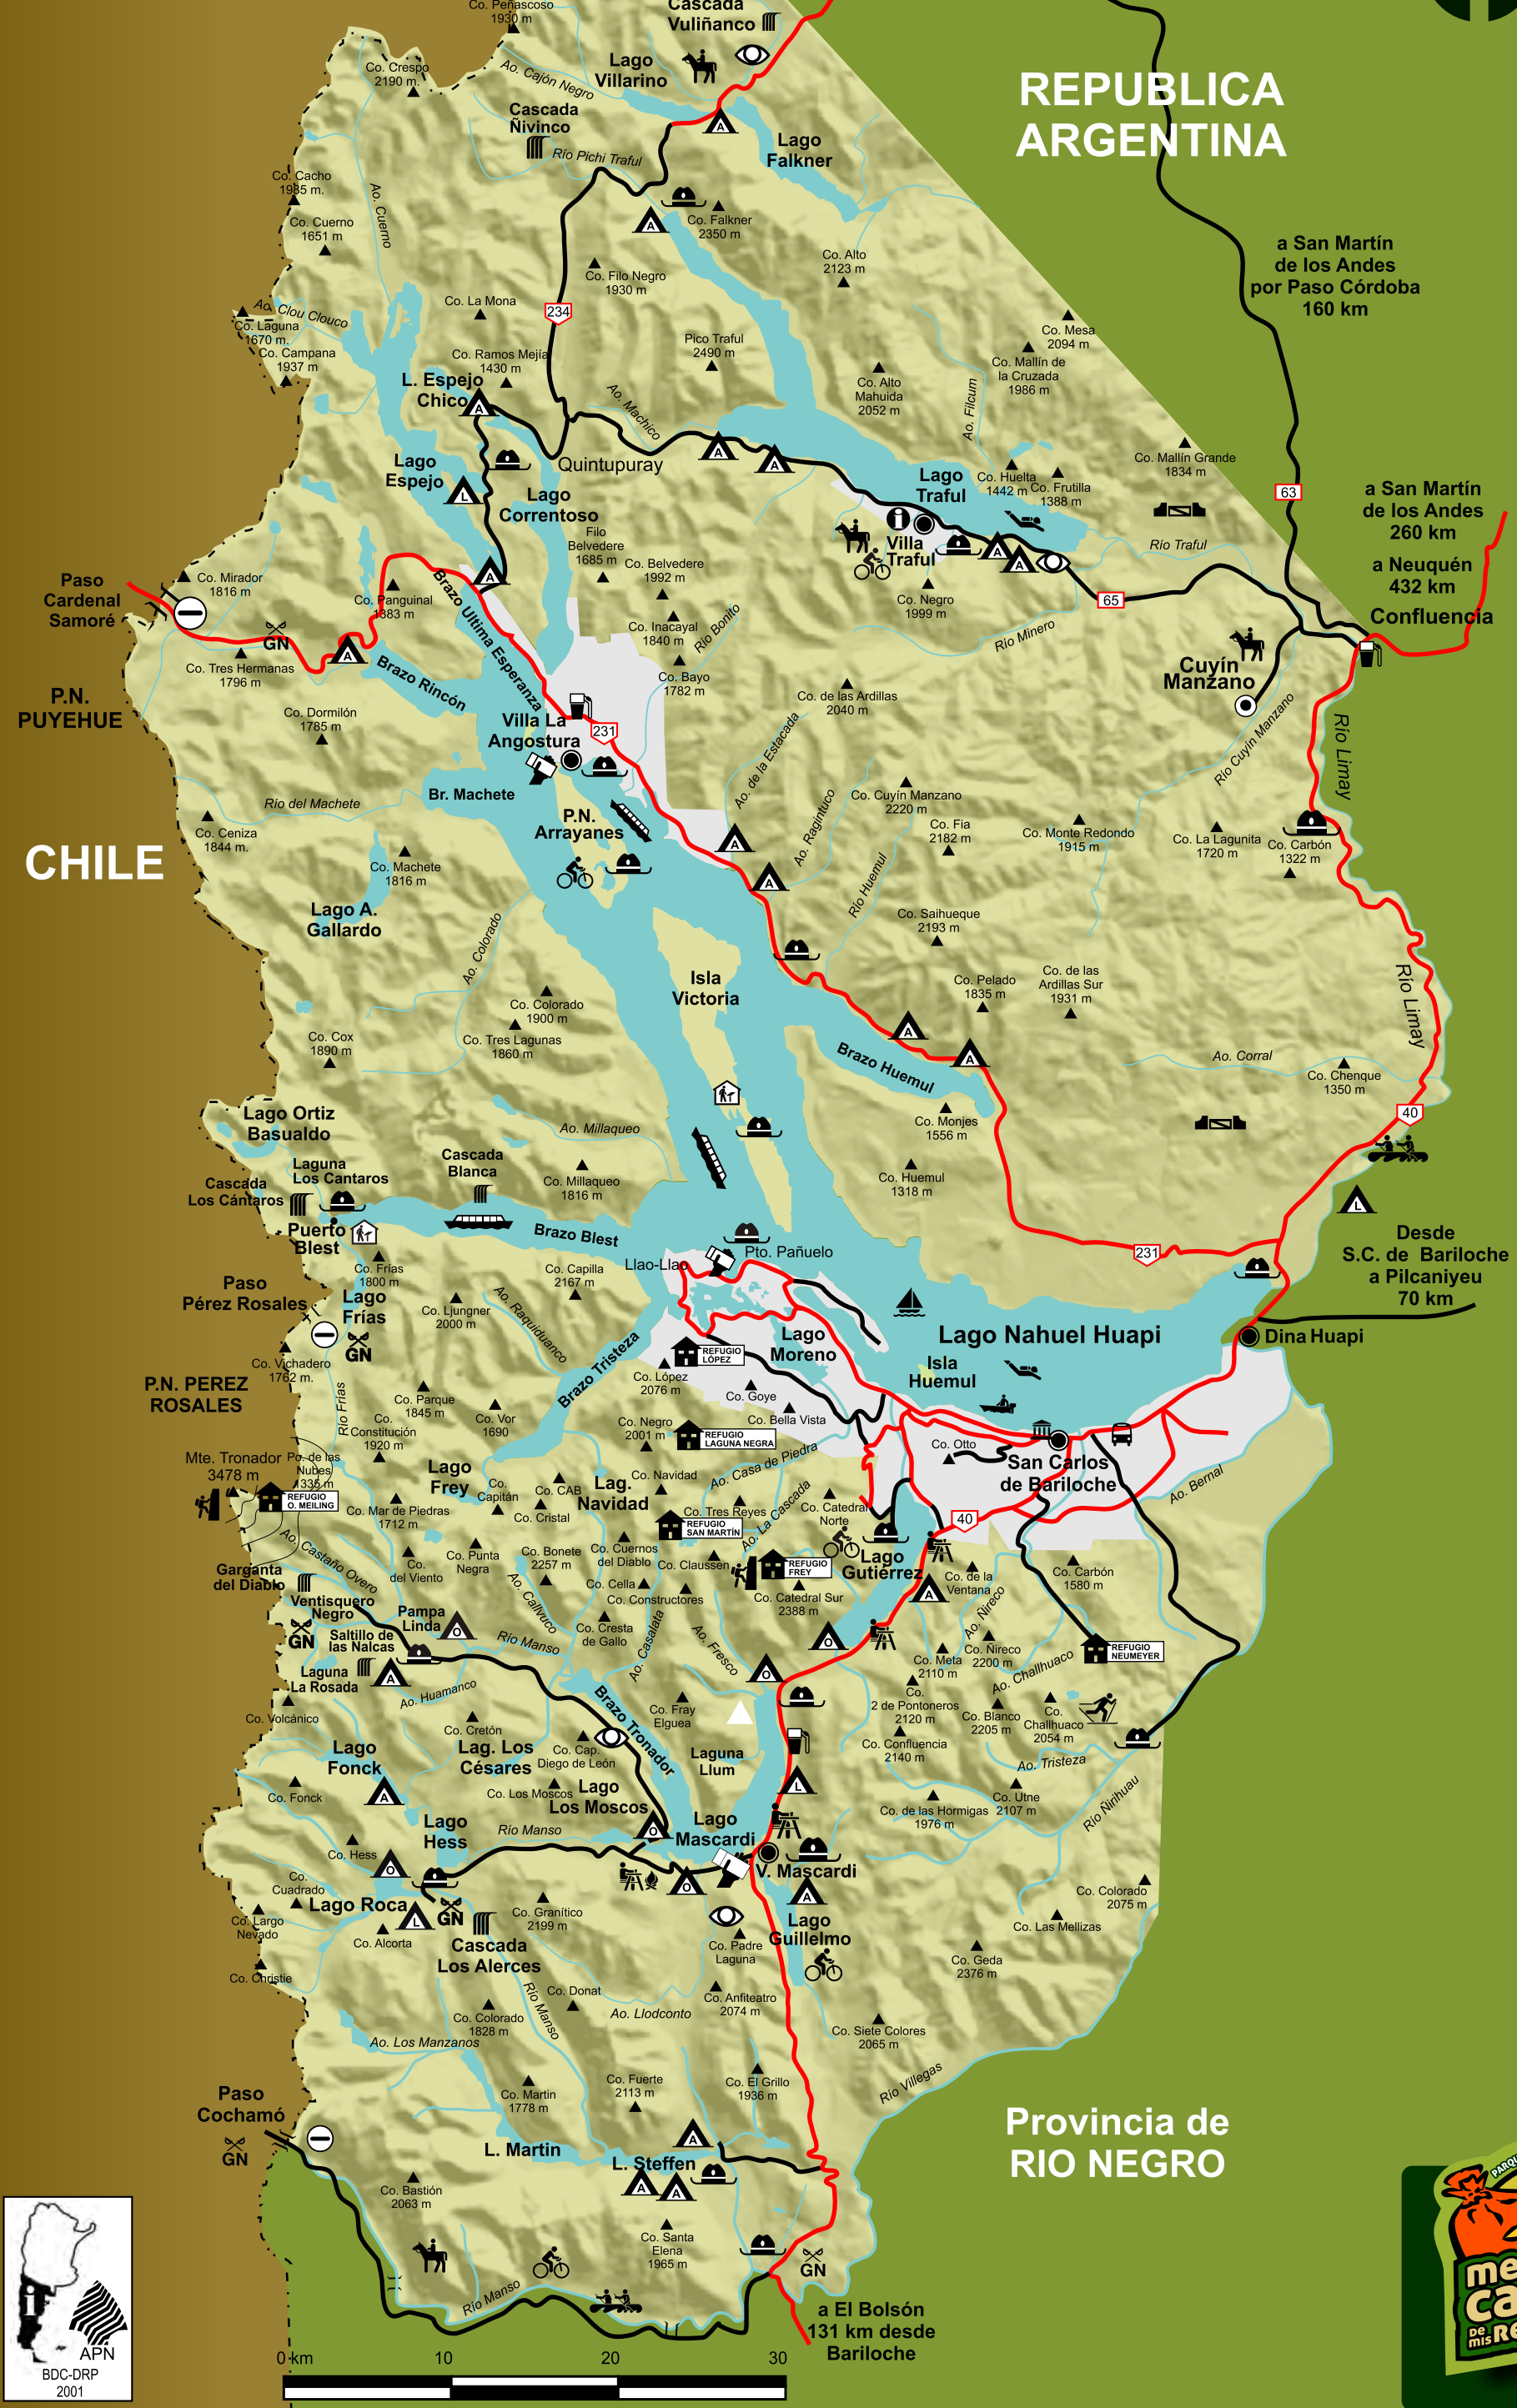 Co. Peñascoso
1930 m
Cascada
Vuliñanco
Co. Crespo
2190 m.
Ao. Cajón Negro
Lago
Villarino
REPUBLICA
ARGENTINA
Cascada
Ñivinco
Río Pichi Traful
Lago
Falkner
Co. Cacho
1985 m.
Co. Cuerno
1651 m
Ao. Cuerno
A
A
Co. Falkner
2350 m
a San Martín
de los Andes
por Paso Córdoba
160 km
Co. Alto
2123 m
Co. Filo Negro
1930 m
Ao. Clou Clouco
Co. Laguna
1670 m.
Co. La Mona
234
Co. Campana
1937 m
Co. Ramos Mejía
1430 m
Pico Traful
2490 m
Co. Mesa
2094 m
Co. Mallín de
la Cruzada
1986 m
Co. Alto
Mahuida
2052 m
L. Espejo
Chico
A
Ao. Machico
Ao. Filcum
Quintupuray
A
A
Co. Mallín Grande
1834 m
Lago
Espejo
L
Lago
Correntoso
Lago
Traful
Co. Huelta
1442 m
Co. Frutilla
1388 m
63
a San Martín
de los Andes
260 km
a Neuquén
432 km
Confluencia
Filo
Belvedere
1685 m
Co. Belvedere
1992 m
Villa
Traful
A
A
Río Traful
65
Paso
Cardenal
Samoré
Co. Mirador
1816 m
Co. Panguinal
1383 m
A
Brazo Ultima Esperanza
Co. Inacayal
1840 m
Río Bonito
Co. Negro
1999 m
Río Minero
GN
A
Co. Tres Hermanas
1796 m
Brazo Rincón
Co. Bayo
1782 m
Co. de las Ardillas
2040 m
Cuyín
Manzano
Río Cuyín Manzano
Río Limay
P.N.
PUYEHUE
Co. Dormilón
1785 m
Villa La
Angostura
231
Ao. de la Estacada
Br. Machete
Río del Machete
Co. Cuyín Manzano
2220 m
Ao. Ragintuco
P.N.
Arrayanes
Co. Ceniza
1844 m.
CHILE
Co. Machete
1816 m
A
Co. Fia
2182 m
Co. Monte Redondo
1915 m
Co. La Lagunita
1720 m
Co. Carbón
1322 m
A
Río Huemul
Lago A.
Gallardo
Ao. Colorado
Co. Saihueque
2193 m
Isla
Victoria
Co. Colorado
1900 m
Co. Pelado
1835 m
Co. de las
Ardillas Sur
1931 m
Río Limay
Co. Cox
1890 m
Co. Tres Lagunas
1860 m
A
A
Brazo Huemul
Ao. Corral
Co. Chenque
1350 m
40
Lago Ortiz
Basualdo
Ao. Millaqueo
Co. Monjes
1556 m
Laguna
Los Cantaros
Cascada
Blanca
Co. Millaqueo
1816 m
Co. Huemul
1318 m
Cascada
Los Cántaros
L
Puerto
Blest
Brazo Blest
Desde
S.C. de Bariloche
a Pilcaniyeu
70 km
Pto. Pañuelo
Llao-Llao
231
Co. Frías
1800 m
Co. Capilla
2167 m
Paso
Pérez Rosales
Lago
Frías
Co. Ljungner
2000 m
Ao. Raquiduanco
GN
Lago
Moreno
Lago Nahuel Huapi
Dina Huapi
REFUGIO
LÓPEZ
Co. López
2076 m
Brazo Tristeza
Isla
Huemul
Co. Vichadero
1762 m.
P.N. PEREZ
ROSALES
Río Frías
Co. Parque
1845 m
Co. Vor
1690
Co. Goye
Co. Bella Vista
Co.
Constitución
1920 m
Co. Negro
2001 m
REFUGIO
LAGUNA NEGRA
Co. Otto
San Carlos
de Bariloche
Mte. Tronador
3478 m
Po. de las
Nubes
1335 m
REFUGIO
O. MEILING
Lago
Frey
Co.
Capitán
Co. CAB
Co. Cristal
Lag.
Navidad
Co. Navidad
Ao. Casa de Piedra
Ao. Bernal
Co. Mar de Piedras
1712 m
Co. Tres Reyes
REFUGIO
SAN MARTÍN
Ao. La Cascada
Co. Catedral
Norte
40
Ao. Castaño Overo
Co. Punta
Negra
Co.
del Viento
Co. Bonete
2257 m
Co. Cuernos
del Diablo
Co. Claussen
REFUGIO
FREY
Lago
Gutiérrez
Garganta
del Diablo
Co. Cella
Co. Constructores
Co. Catedral Sur
2388 m
A
Co. de la
Ventana
Co. Carbón
1580 m
Ventisquero
Negro
GN
Pampa
Linda
O
Ao. Callvuco
Co. Cresta
de Gallo
Ao. Casalata
Ao. Fresco
O
Ao. Ñireco
Saltillo de
las Nalcas
Río Manso
Co. Meta
2110 m
Co. Ñireco
2200 m
REFUGIO
NEUMEYER
Laguna
La Rosada
A
Ao. Huamanco
O
Ao. Challhuaco
Co. Volcánico
Co. Cretón
Brazo Tronador
Co. Fray
Elguea
Co.
2 de Pontoneros
2120 m
Co. Blanco
2205 m
Co.
Challhuaco
2054 m
Lago
Fonck
Lag. Los
Césares
Co. Cap.
Diego de León
Laguna
Llum
Co. Confluencia
2140 m
Ao. Tristeza
Co. Fonck
A
Co. Los Moscos
Lago
Los Moscos
L
Co. de las Hormigas
1976 m
Co. Utne
2107 m
Río Ñirihuau
Lago
Hess
Río Manso
O
Lago
Mascardi
Co. Hess
O
V. Mascardi
Co.
Cuadrado
Lago Roca
L
GN
O
A
Co. Colorado
2075 m
Co. Largo
Nevado
Co. Alcorta
Co. Granítico
2199 m
Lago
Guillelmo
Co. Las Mellizas
Cascada
Los Alerces
Co. Padre
Laguna
Co. Geda
2376 m
Co. Christie
Río Manso
Co. Donat
Co. Anfiteatro
2074 m
Co. Colorado
1828 m
Ao. Llodconto
Ao. Los Manzanos
Co. Siete Colores
2065 m
Co. Martin
1778 m
Co. Fuerte
2113 m
Co. El Grillo
1936 m
Río Villegas
Paso
Cochamó
GN
L. Martin
A
L. Steffen
A
A
Provincia de
RIO NEGRO
Co. Bastión
2063 m
Co. Santa
Elena
1965 m
GN
Río Manso
a El Bolsón
131 km desde
Bariloche
0 km
10
20
30
APN
BDC-DRP
2001
PARQU
me
ca
DE
mis
RE